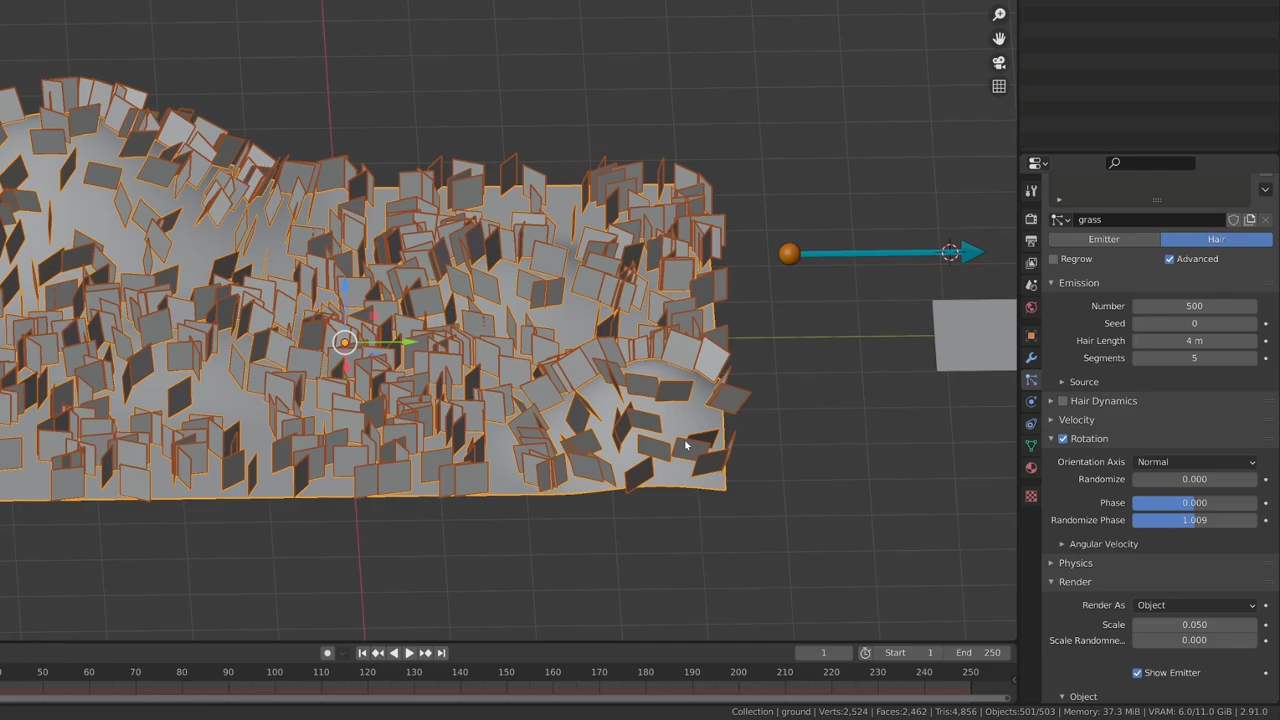 grass
Emitter
Hair
Regrow
Advanced
Emission
Number 500
Seed 0
Hair Length 4 m
Segments 5
Source
Hair Dynamics
Velocity
Rotation
Orientation Axis Normal
Randomize 0.000
Phase 0.000
Randomize Phase 1.009
Angular Velocity
Physics
Render
Render As Object
Scale 0.050
Scale Randomne... 0.000
Show Emitter
Object
1
Start 1
End 250
50 60 70 80 90 100 110 120 130 140 150 160 170 180 190 200 210 220 230 240 250
Collection | ground | Verts:2,524 | Faces:2,462 | Tris:4,856 | Objects:501/503 | Memory: 37.3 MiB | VRAM: 6.0/11.0 GiB | 2.91.0